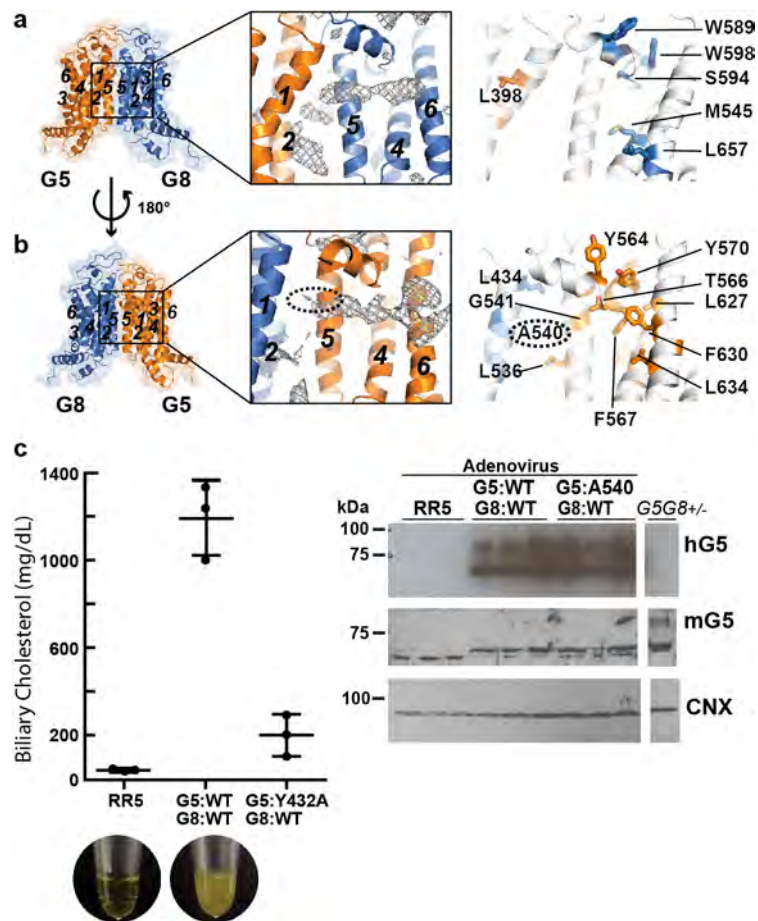 a
6 1 3
3 4 5 5 1 4 6
2 2
G5 G8
180°
1
2
5
4
6
L398
W589
W598
S594
M545
L657
b
6 1 1 3 6
3 4 5 5 4
2 2
G8 G5
1
2
5
4
6
Y564
L434
G541
A540
L536
F567
Y570
T566
L627
F630
L634
c
Biliary Cholesterol (mg/dL)
1400
1000
600
200
0
RR5 G5:WT G5:Y432A
G8:WT G8:WT
Adenovirus
G5:WT G5:A540
kDa RR5 G8:WT G8:WT G5G8+/-
100
75
hG5
75
mG5
100
CNX